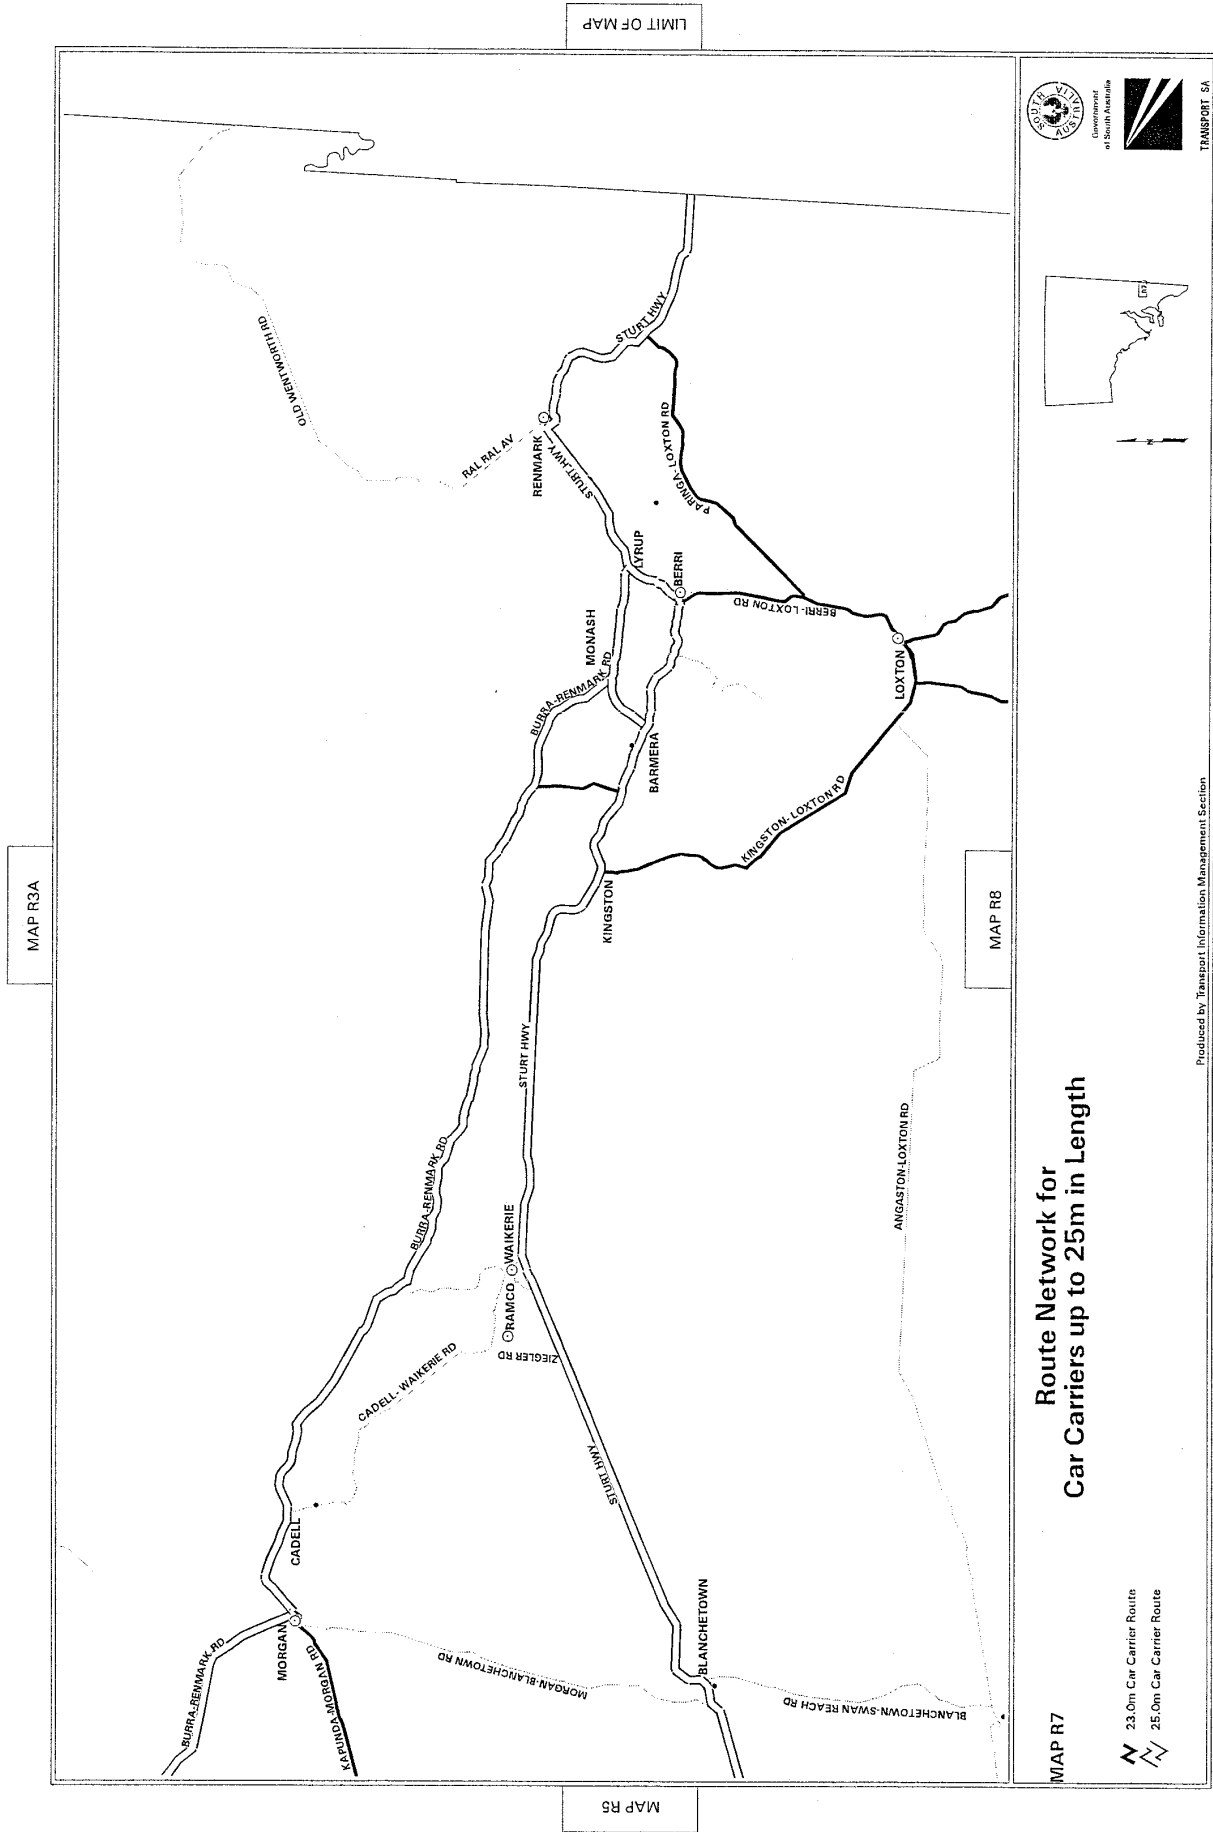 LIMIT OF MAP
MAP R3A
MAP R5
MAP R8
OLD WENTWORTH RD
RAL RAL AV
RENMARK
STURT HWY
STURT HWY
PARINGA-LOXTON RD
LYRUP
BERRI
BERRI-LOXTON RD
MONASH
BURRA-RENMARK RD
BARMERA
LOXTON
KINGSTON-LOXTON RD
KINGSTON
STURT HWY
BURRA-RENMARK RD
ANGASTON-LOXTON RD
WAIKERIE
RAMCO
ZIEGLER RD
CADELL-WAIKERIE RD
STURT HWY
CADELL
MORGAN
BURRA-RENMARK RD
KAPUNDA-MORGAN RD
MORGAN-BLANCHETOWN RD
BLANCHETOWN
BLANCHETOWN-SWAN REACH RD
MAP R7
Route Network for
Car Carriers up to 25m in Length
23.0m Car Carrier Route
25.0m Car Carrier Route
N
SOUTH AUSTRALIA
Government
of South Australia
TRANSPORT SA
Produced by Transport Information Management Section